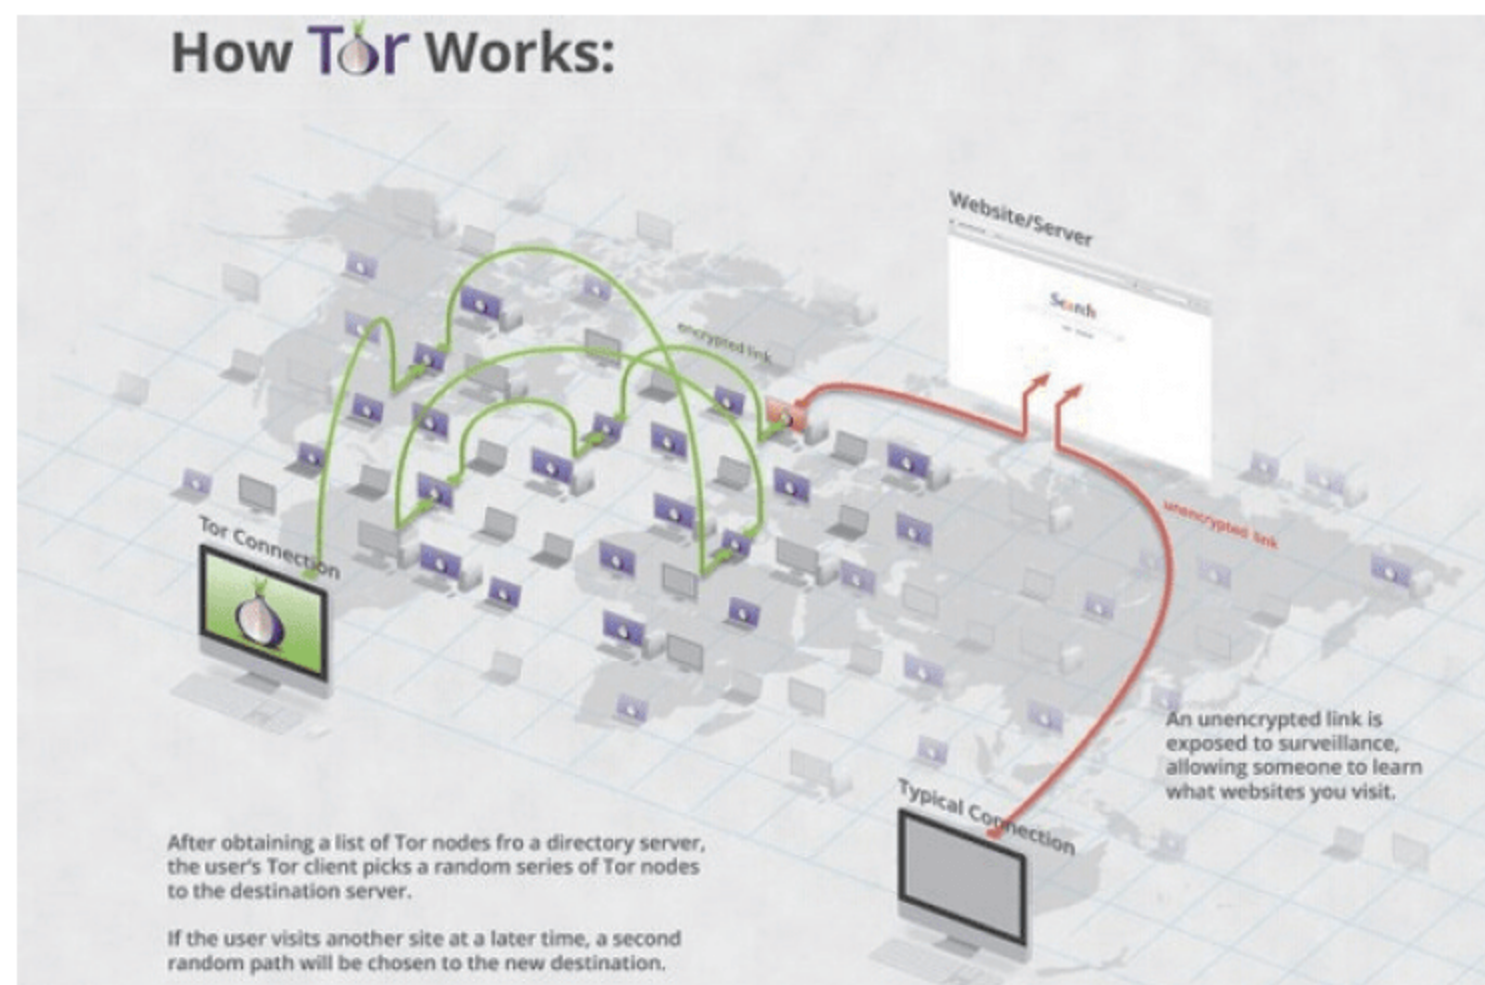 How Tor Works:
Website/Server
Search
encrypted link
unencrypted link
Tor Connection
An unencrypted link is
exposed to surveillance,
allowing someone to learn
what websites you visit.
Typical Connection
After obtaining a list of Tor nodes fro a directory server,
the user's Tor client picks a random series of Tor nodes
to the destination server.
If the user visits another site at a later time, a second
random path will be chosen to the new destination.